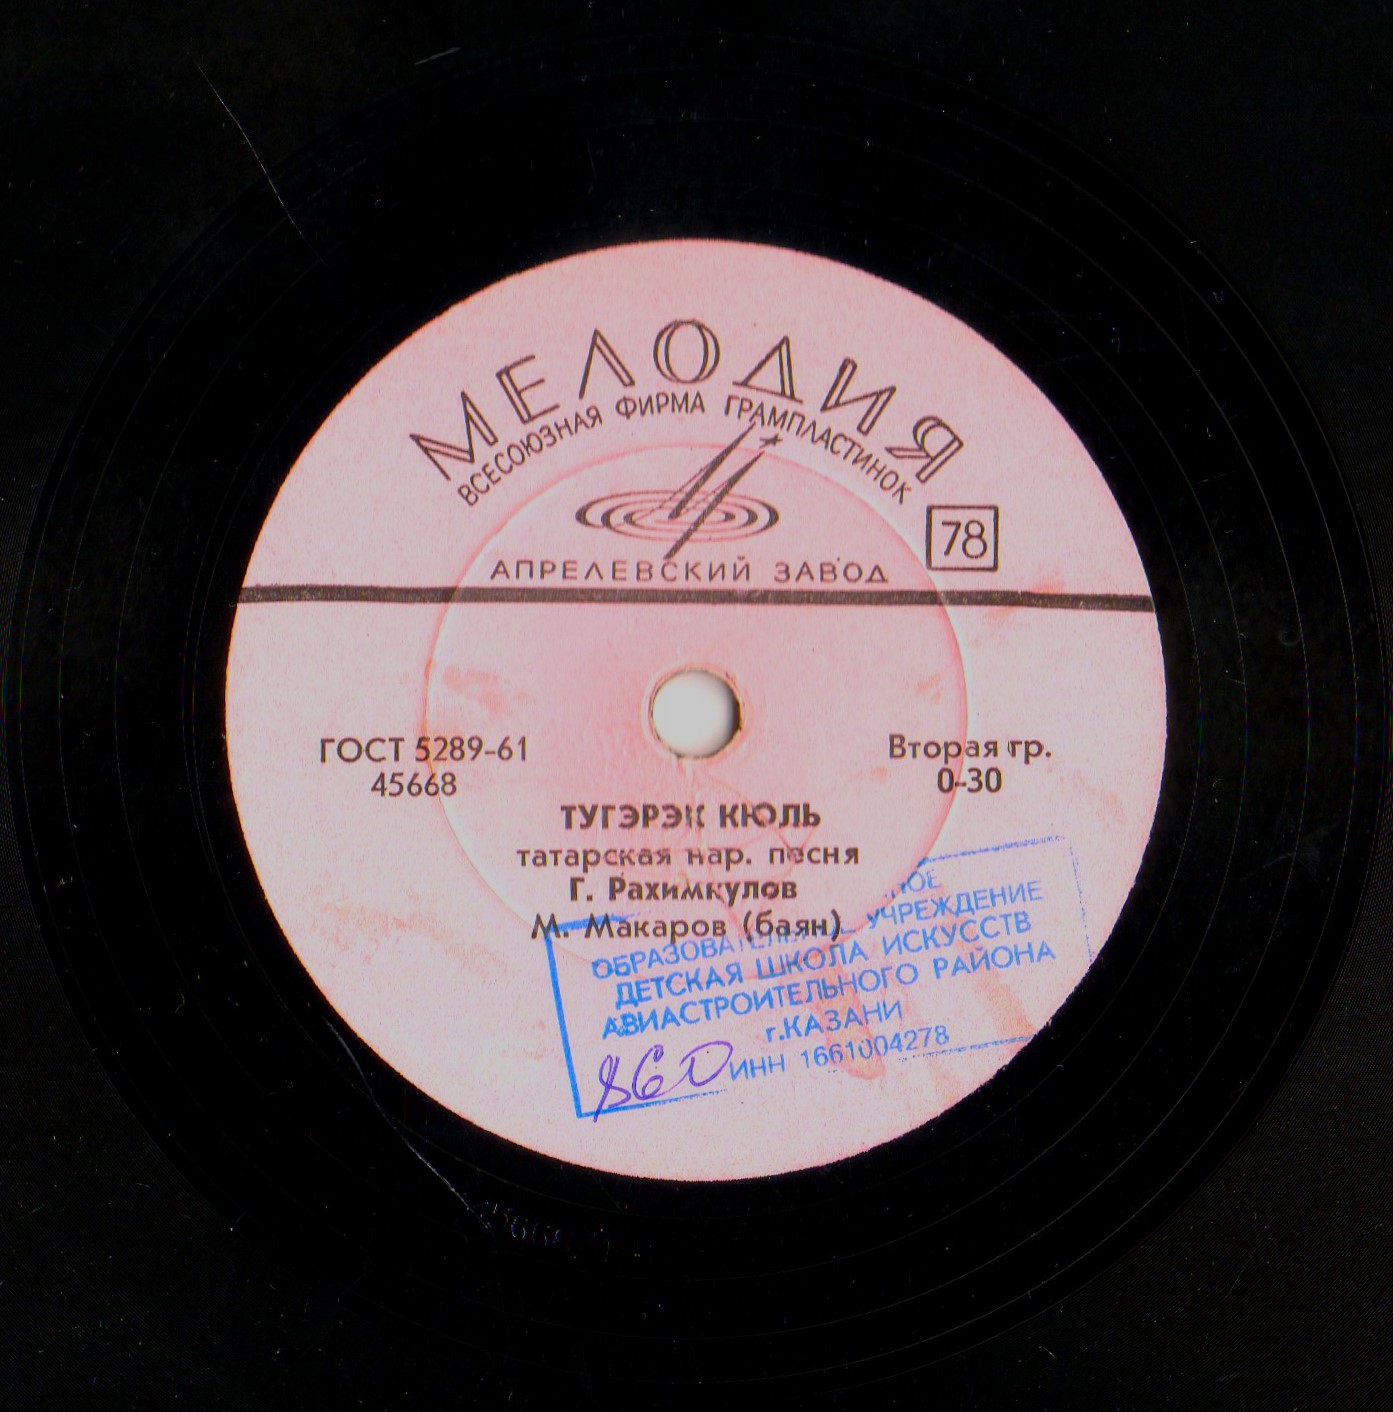 МЕЛОДИЯ
ВСЕСОЮЗНАЯ ФИРМА ГРАМПЛАСТИНОК
78
АПРЕЛЕВСКИЙ ЗАВОД
ГОСТ 5289-61
45668
Вторая гр.
0-30
ТУГЭРЭК КЮЛЬ
татарская нар. песня
Г. Рахимкулов
М. Макаров (баян)
УЧРЕЖДЕНИЕ
ДЕТСКАЯ ШКОЛА ИСКУССТВ
АВИАСТРОИТЕЛЬНОГО РАЙОНА
г.КАЗАНИ
ИНН 1661004278
860